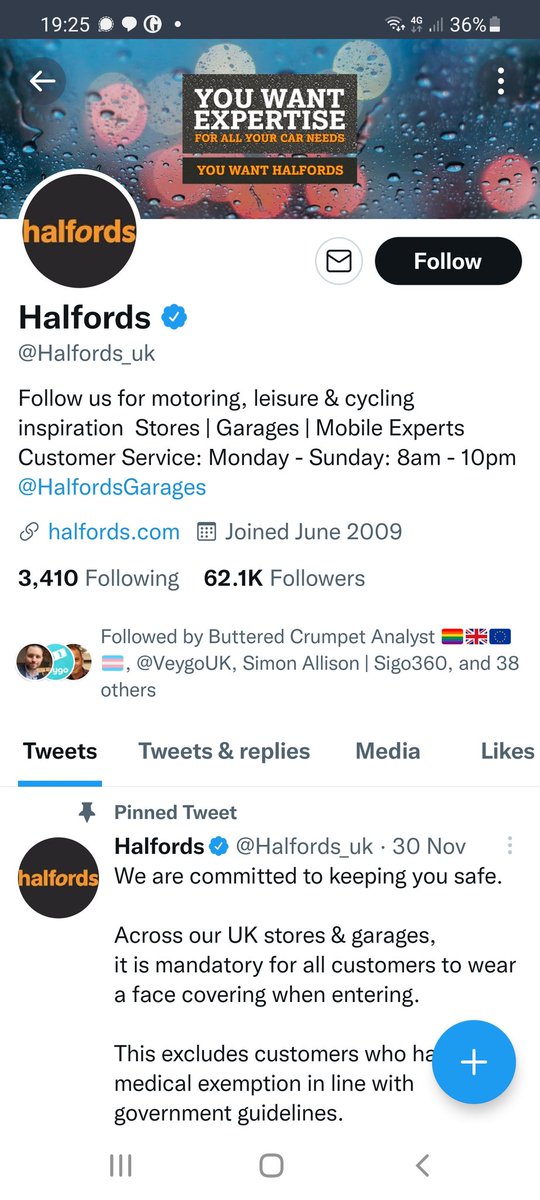 19:25
4G
36%
YOU WANT
EXPERTISE
FOR ALL YOUR CAR NEEDS
YOU WANT HALFORDS
halfords
Follow
Halfords
@Halfords_uk
Follow us for motoring, leisure & cycling
inspiration Stores | Garages | Mobile Experts
Customer Service: Monday - Sunday: 8am - 10pm
@HalfordsGarages
halfords.com Joined June 2009
3,410 Following 62.1K Followers
Followed by Buttered Crumpet Analyst 🏳️‍🌈🇬🇧🇪🇺
🏳️‍⚧️, @VeygoUK, Simon Allison | Sigo360, and 38
others
Tweets Tweets & replies Media Likes
Pinned Tweet
halfords
Halfords @Halfords_uk · 30 Nov
We are committed to keeping you safe.
Across our UK stores & garages,
it is mandatory for all customers to wear
a face covering when entering.
This excludes customers who ha
medical exemption in line with
government guidelines.